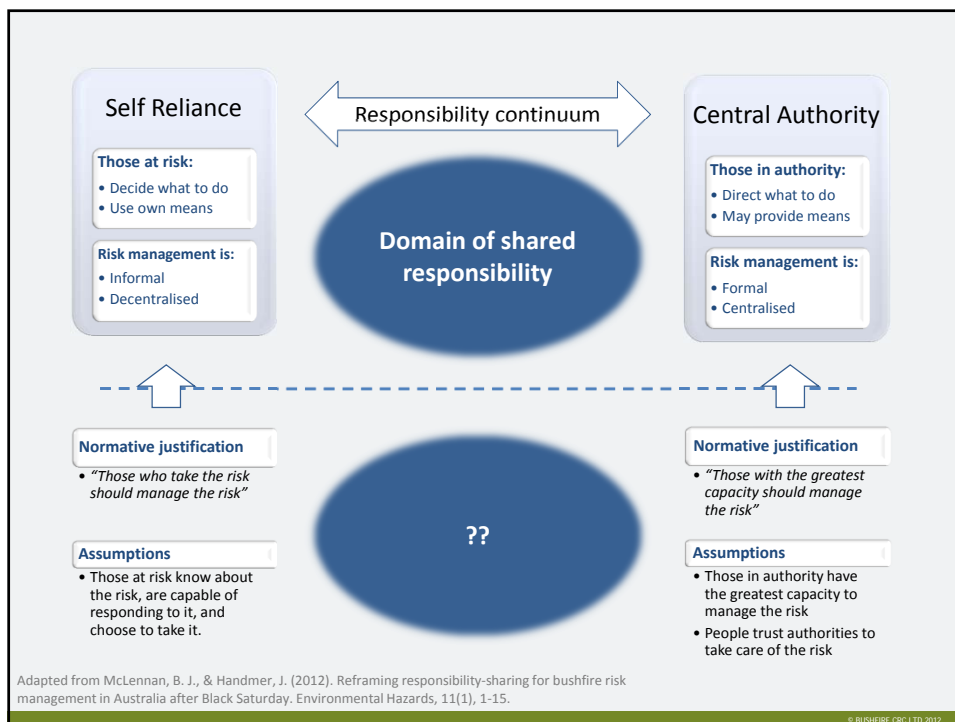 Self Reliance
Those at risk:
• Decide what to do
• Use own means
Risk management is:
• Informal
• Decentralised
Responsibility continuum
Domain of shared
responsibility
Central Authority
Those in authority:
• Direct what to do
• May provide means
Risk management is:
• Formal
• Centralised
Normative justification
• “Those who take the risk
should manage the risk”
Assumptions
• Those at risk know about
the risk, are capable of
responding to it, and
choose to take it.
??
Normative justification
• “Those with the greatest
capacity should manage
the risk”
Assumptions
• Those in authority have
the greatest capacity to
manage the risk
• People trust authorities to
take care of the risk
Adapted from McLennan, B. J., & Handmer, J. (2012). Reframing responsibility-sharing for bushfire risk
management in Australia after Black Saturday. Environmental Hazards, 11(1), 1-15.
© BUSHFIRE CRC LTD 2012